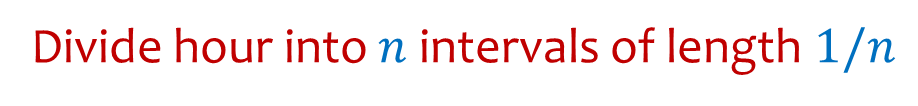 Divide hour into n intervals of length 1/n